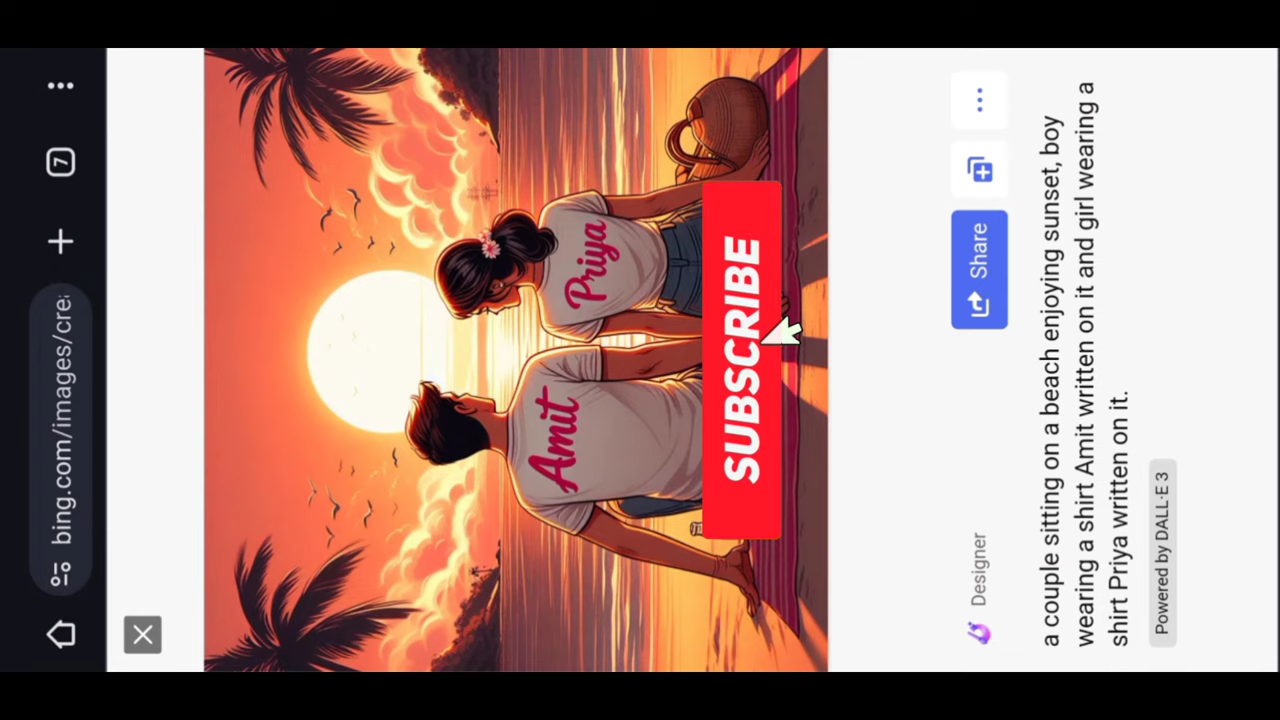 7
bing.com/images/cre
Amit
Priya
SUBSCRIBE
Designer
Share
a couple sitting on a beach enjoying sunset, boy
wearing a shirt Amit written on it and girl wearing a
shirt Priya written on it.
Powered by DALL·E 3